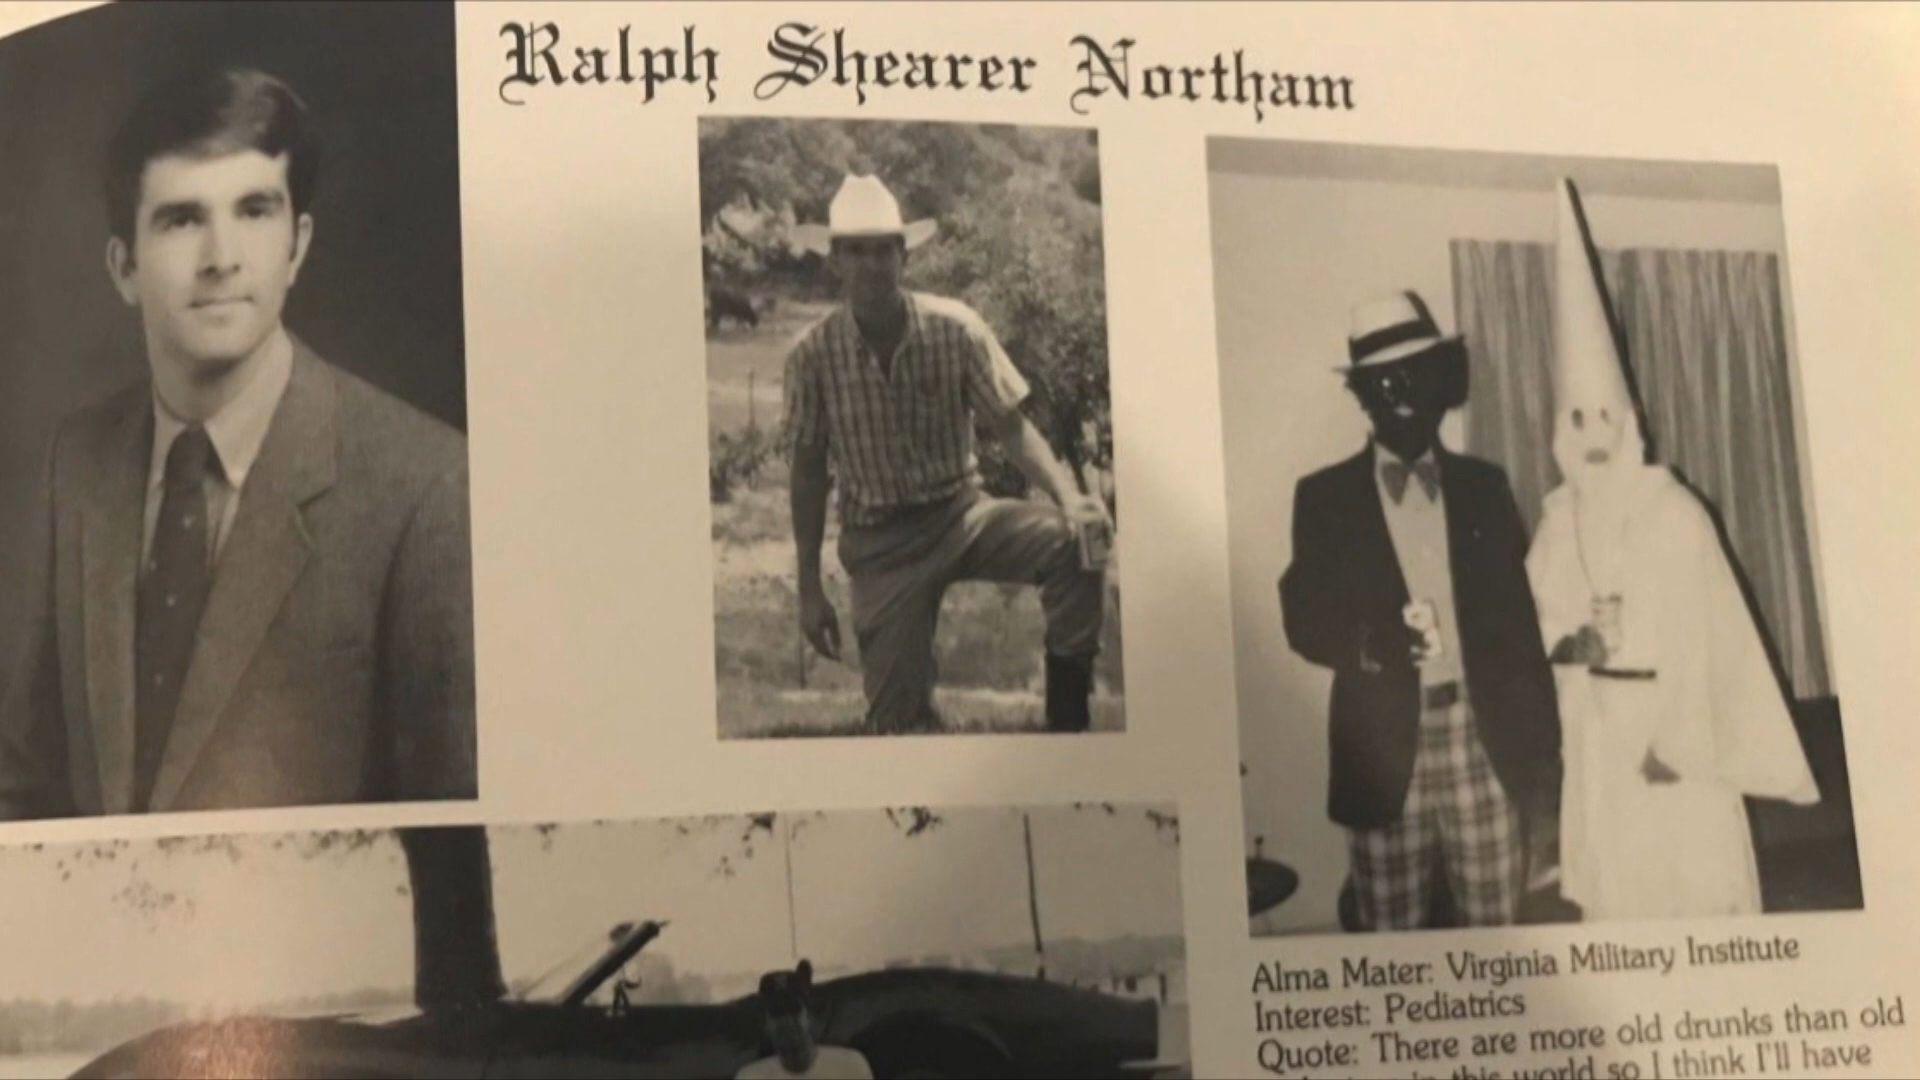 Ralph Shearer Northam
Alma Mater: Virginia Military Institute
Interest: Pediatrics
Quote: There are more old drunks than old
in this world so I think I'll have